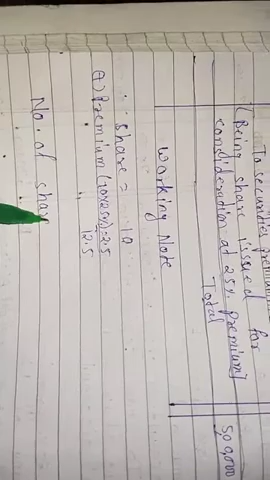 To securities premium
(Being share issued for
consideration at 25% premium)
Total 50,000
Working Note
Share = 10
(+) Premium (10x25%) = 2.5
12.5
No. of shar